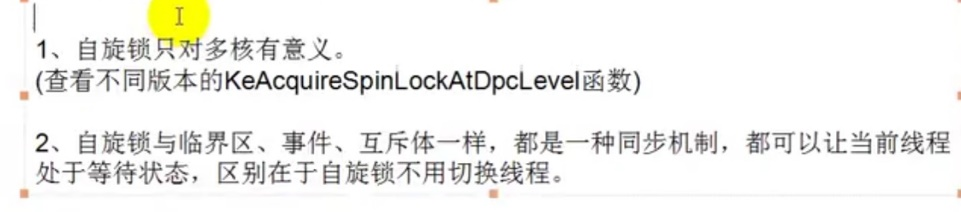 1、自旋锁只对多核有意义。
(查看不同版本的KeAcquireSpinLockAtDpcLevel函数)
2、自旋锁与临界区、事件、互斥体一样，都是一种同步机制，都可以让当前线程
处于等待状态，区别在于自旋锁不用切换线程。